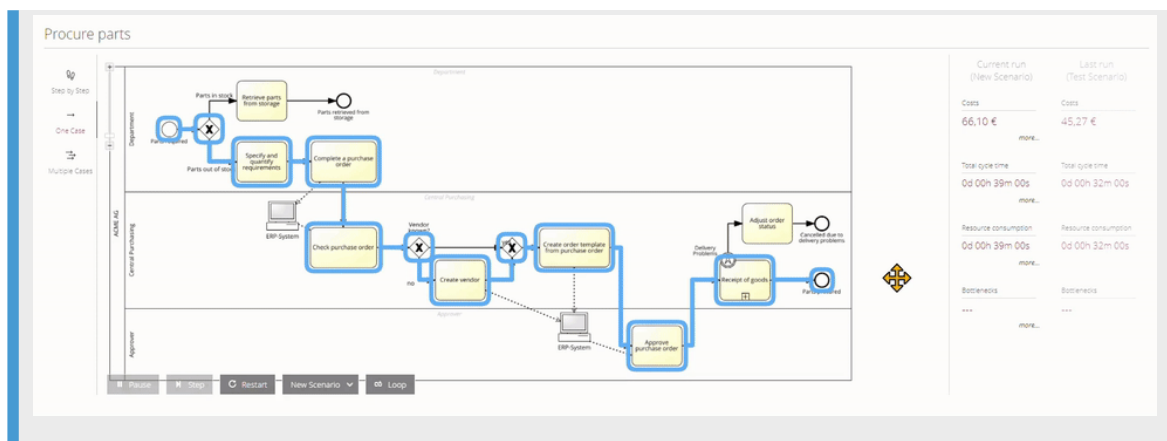 Procure parts
Step by Step
One Case
Multiple Cases
ACME AG
Department
Department
Parts in stock
Retrieve parts
from storage
Parts retrieved from
storage
Parts out of stock
Specify and
quantify
requirements
Complete a purchase
order
Central Purchasing
Central Purchasing
ERP-System
Check purchase order
Vendor
known?
no
Create vendor
Create order template
from purchase order
Delivery
Problems
Adjust order
status
Cancelled due to
delivery problems
Receipt of goods
Approver
Approver
ERP-System
Approve
purchase order
Pause
Step
Restart
New Scenario
Loop
Current run
(New Scenario)
Last run
(Test Scenario)
Costs
Costs
66,10 €
45,27 €
more...
Total cycle time
Total cycle time
0d 00h 39m 00s
0d 00h 32m 00s
more...
Resource consumption
Resource consumption
0d 00h 39m 00s
0d 00h 32m 00s
more...
Bottlenecks
Bottlenecks
---
---
more...